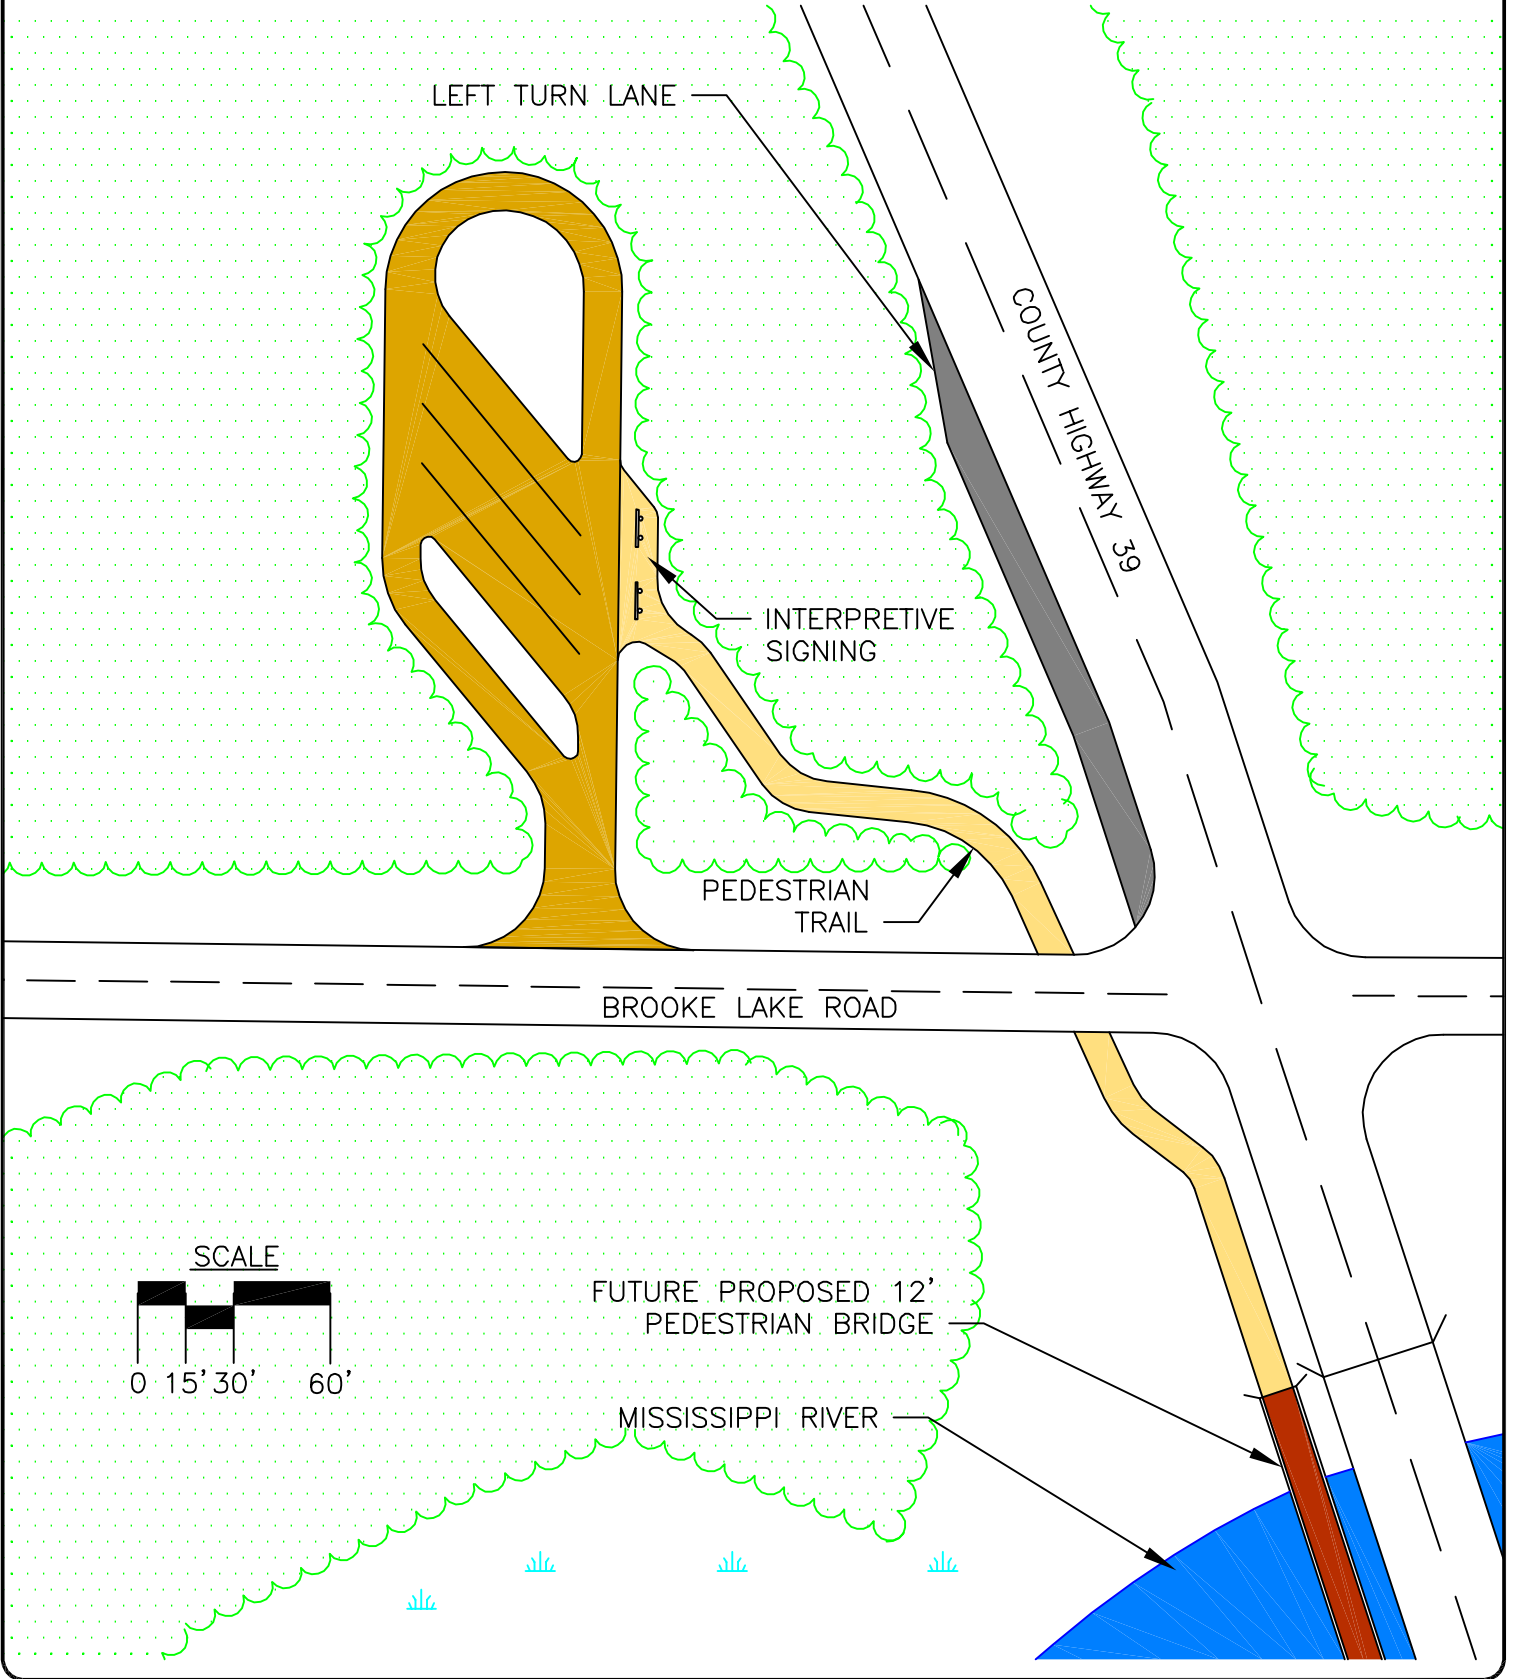 LEFT TURN LANE
COUNTY HIGHWAY 39
INTERPRETIVE
SIGNING
PEDESTRIAN
TRAIL
BROOKE LAKE ROAD
SCALE
0 15' 30' 60'
FUTURE PROPOSED 12'
PEDESTRIAN BRIDGE
MISSISSIPPI RIVER